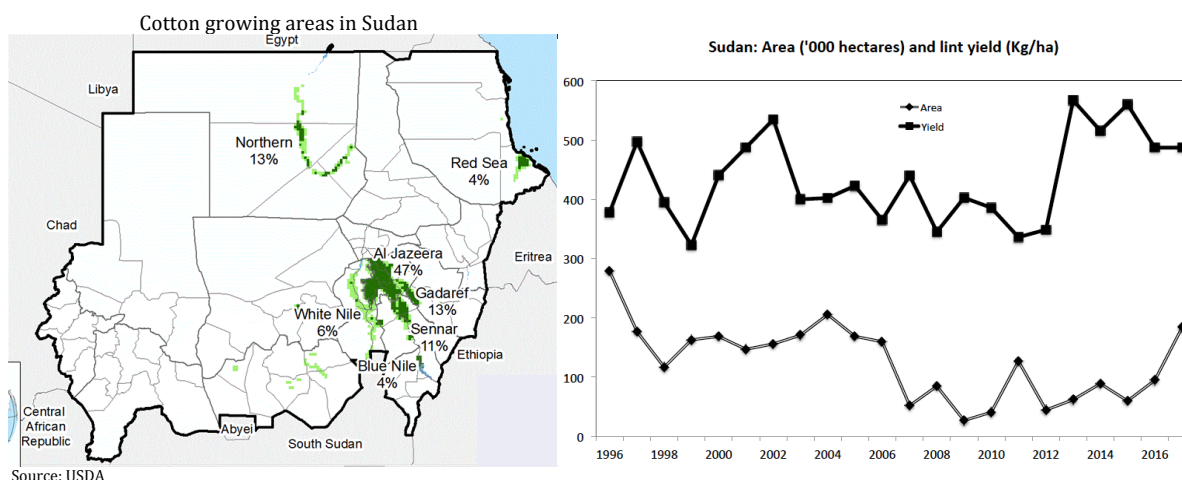 Cotton growing areas in Sudan
Egypt
Libya
Northern
13%
Red Sea
4%
Chad
Al Jazeera
47%
Eritrea
Gadaref
13%
White Nile
6%
Sennar
11%
Ethiopia
Blue Nile
4%
Central
African
Republic
Abyei
South Sudan
Source: USDA
Sudan: Area ('000 hectares) and lint yield (Kg/ha)
600
500
400
300
200
100
0
Area
Yield
1996 1998 2000 2002 2004 2006 2008 2010 2012 2014 2016